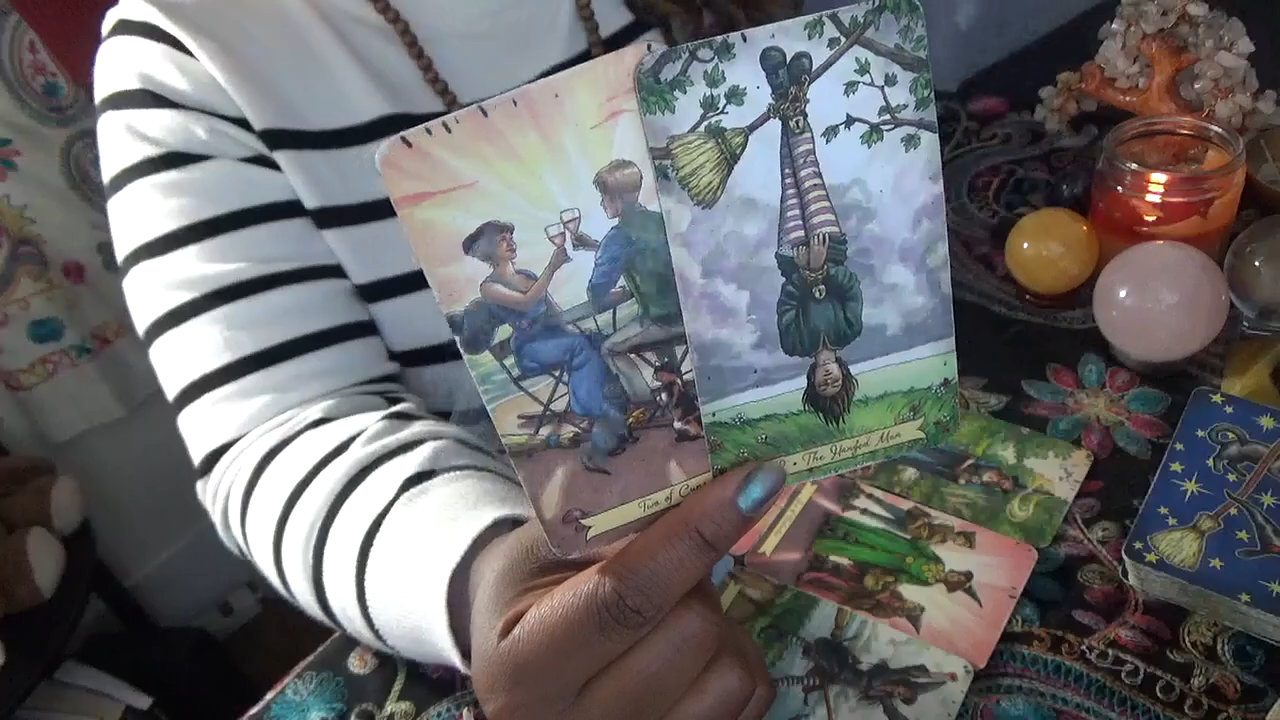 Two of Cups
• The Hanged Man